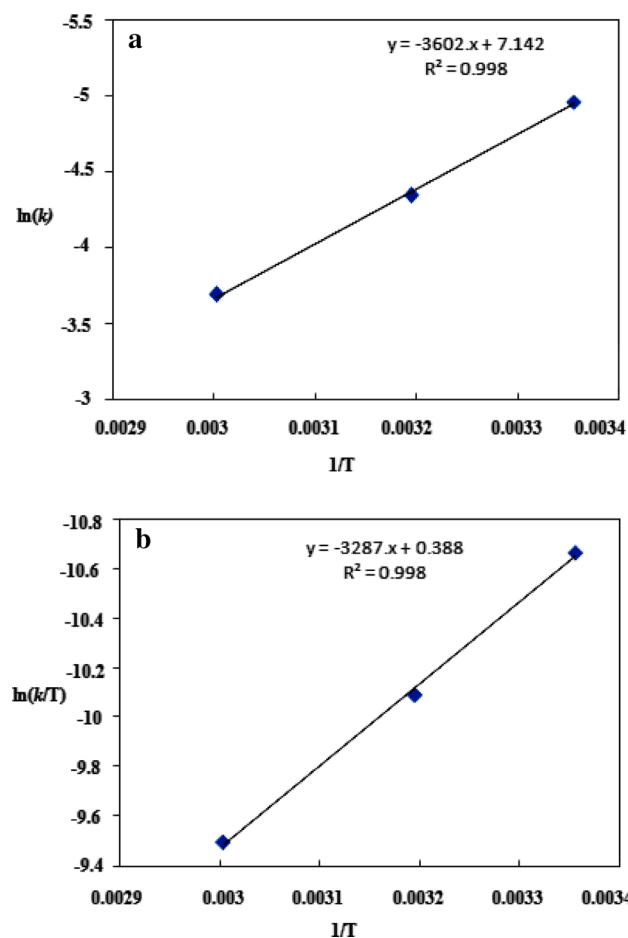 a
y = -3602.x + 7.142
R² = 0.998
-5.5
-5
-4.5
-4
-3.5
-3
ln(k)
0.0029 0.003 0.0031 0.0032 0.0033 0.0034
1/T
b
y = -3287.x + 0.388
R² = 0.998
-10.8
-10.6
-10.4
-10.2
-10
-9.8
-9.6
-9.4
ln(k/T)
0.0029 0.003 0.0031 0.0032 0.0033 0.0034
1/T